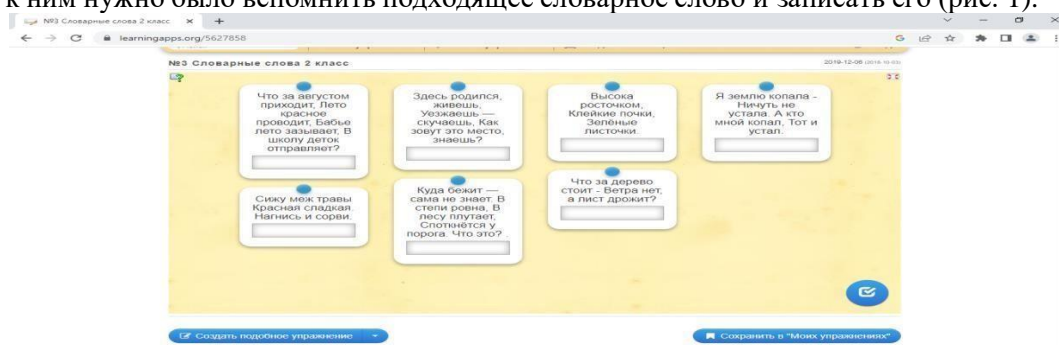 к ним нужно было вспомнить подходящее словарное слово и записать его (рис. 1).
№3 Словарные слова 2 класс
learningapps.org/5627858
№3 Словарные слова 2 класс
2019-12-06
Что за августом
приходит, Лето
красное
проводит, Бабье
лето зазывает, В
школу деток
отправляет?
Здесь родился,
живешь,
Уезжаешь —
скучаешь, Как
зовут это место,
знаешь?
Высока
росточком,
Клейкие почки,
Зелёные
листочки.
Я землю копала -
Ничуть не
устала. А кто
мной копал, Тот и
устал.
Сижу меж травы
Красная сладкая.
Нагнись и сорви.
Куда бежит —
сама не знает. В
степи ровна, В
лесу плутает,
Споткнётся у
порога. Что это?
Что за дерево
стоит - Ветра нет,
а лист дрожит?
Создать подобное упражнение
Сохранить в "Моих упражнениях"